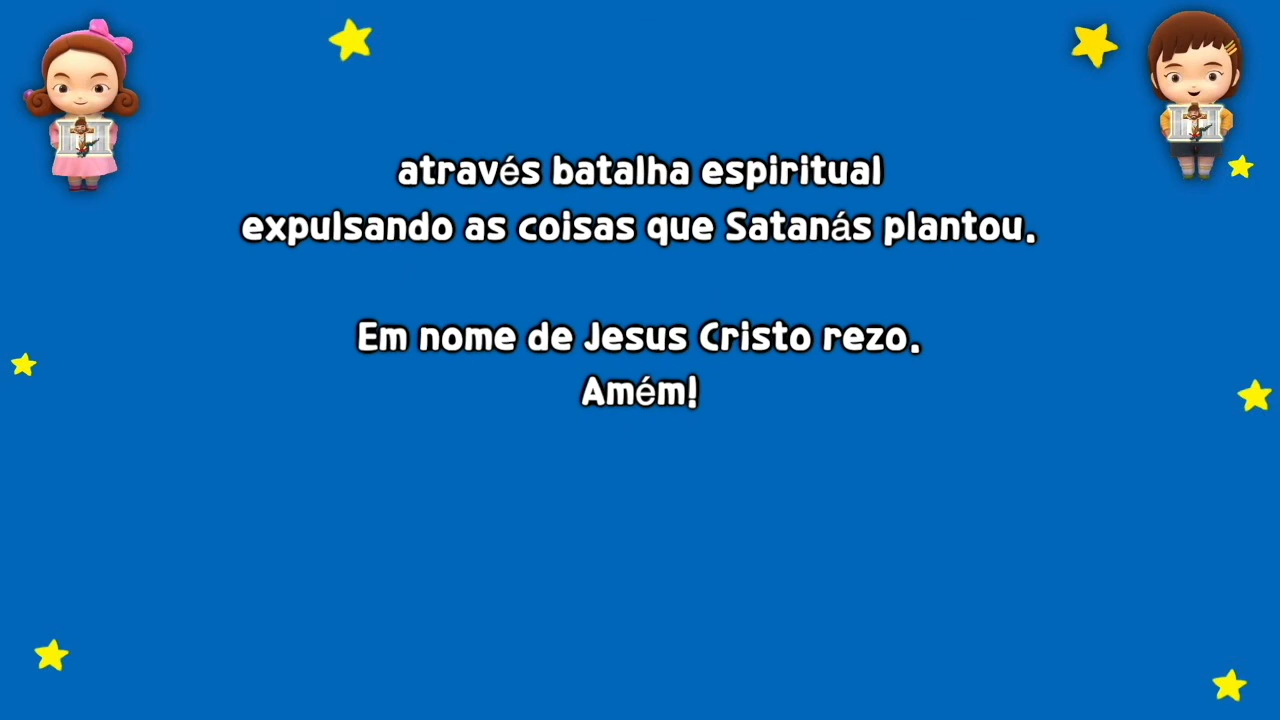 através batalha espiritual
expulsando as coisas que Satanás plantou.
Em nome de Jesus Cristo rezo.
Amém!